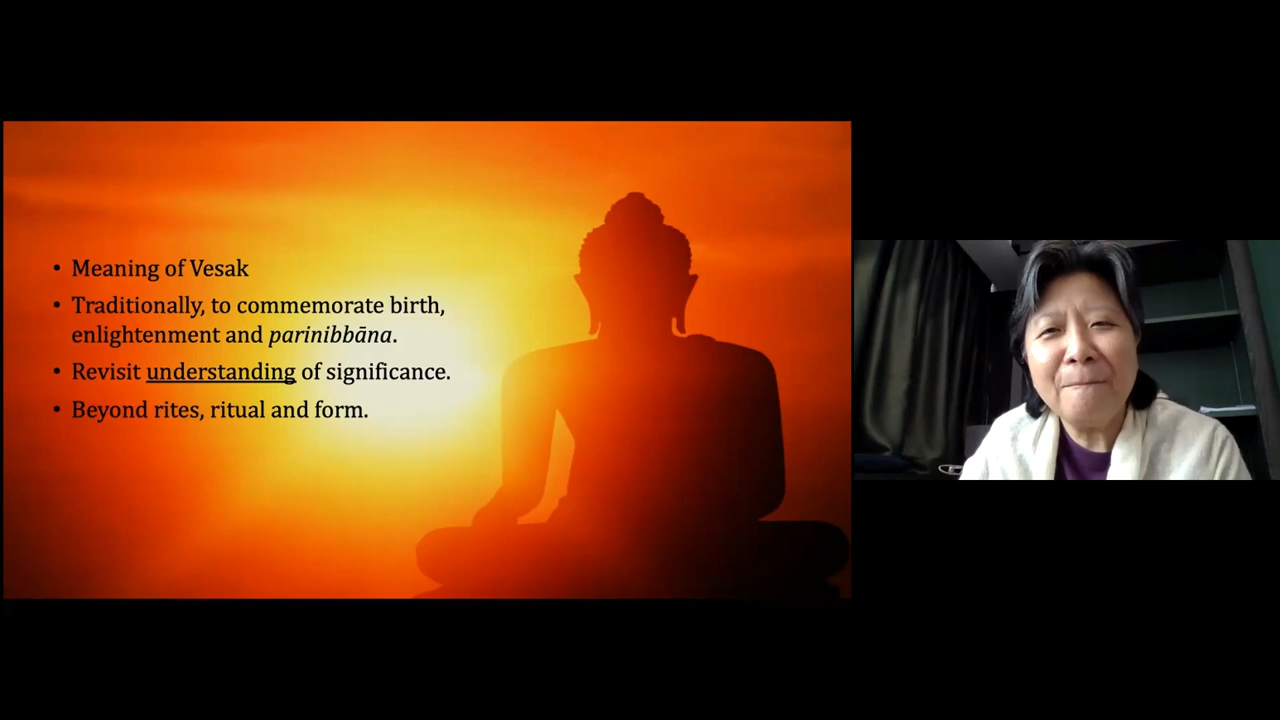 • Meaning of Vesak
• Traditionally, to commemorate birth,
enlightenment and parinibbāna.
• Revisit understanding of significance.
• Beyond rites, ritual and form.